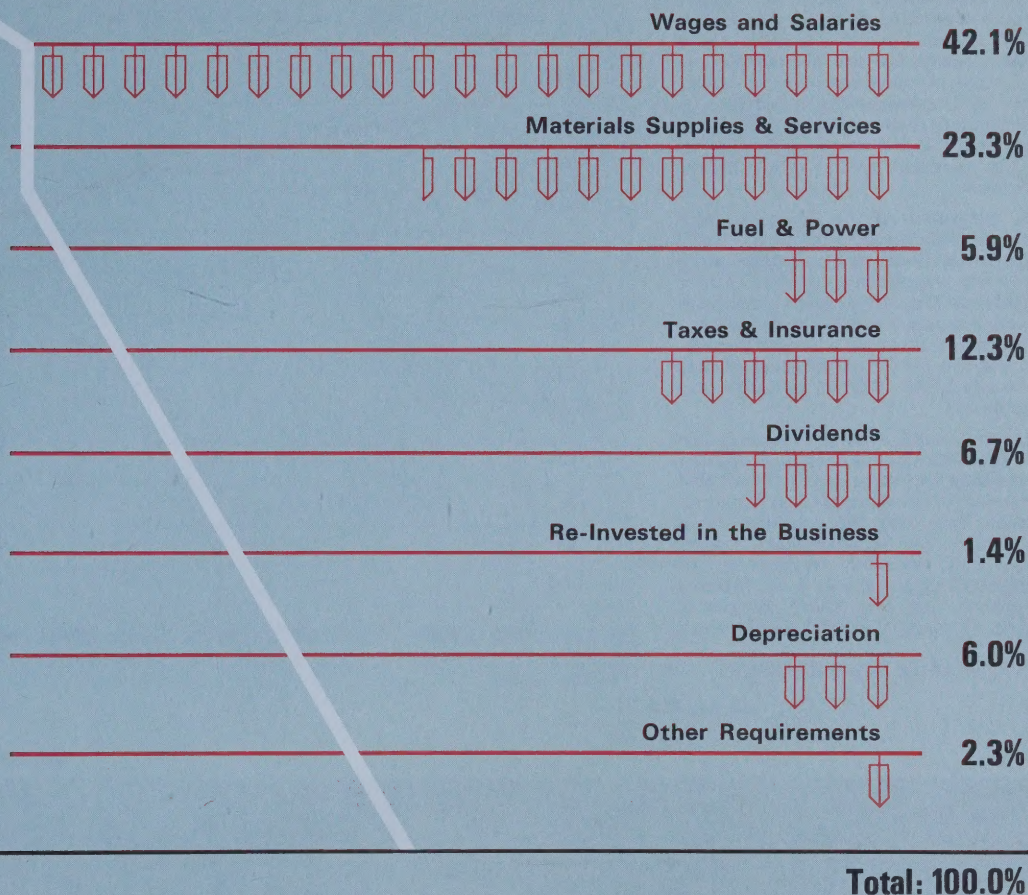 Wages and Salaries 42.1%
Materials Supplies & Services 23.3%
Fuel & Power 5.9%
Taxes & Insurance 12.3%
Dividends 6.7%
Re-Invested in the Business 1.4%
Depreciation 6.0%
Other Requirements 2.3%
Total: 100.0%